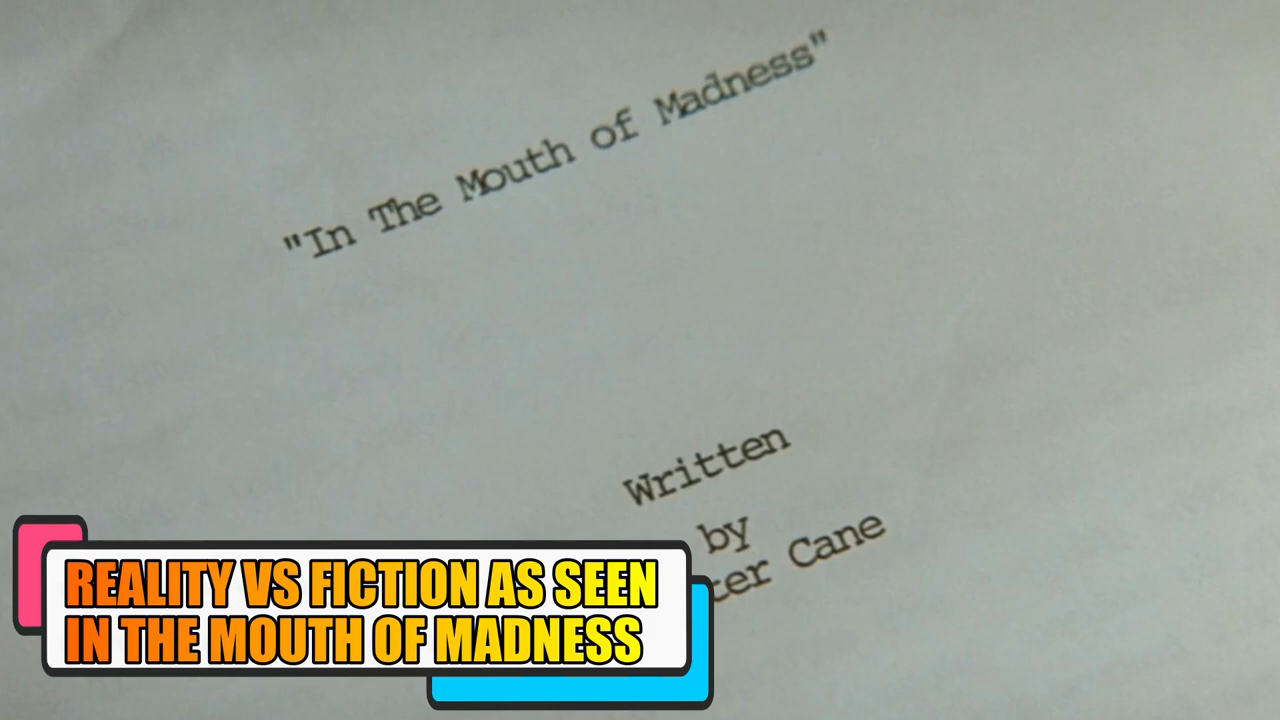 "In The Mouth of Madness"
Written
by
ter Cane
REALITY VS FICTION AS SEEN
IN THE MOUTH OF MADNESS